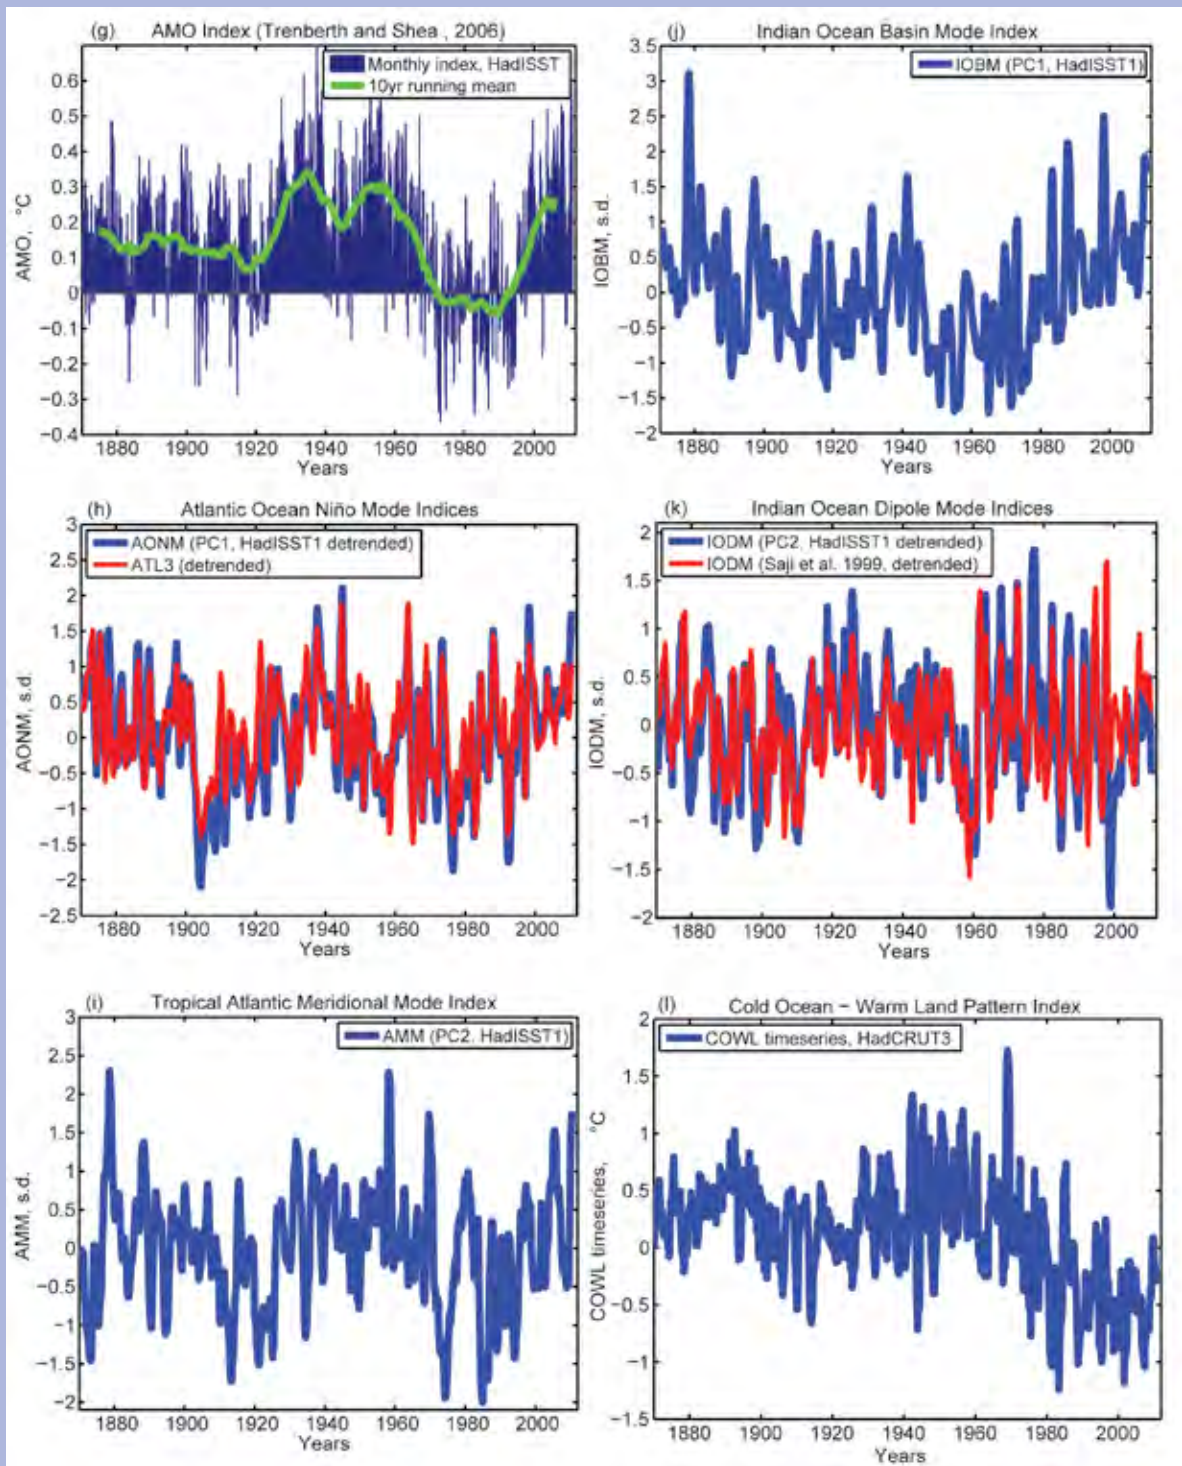 (g) AMO Index (Trenberth and Shea , 2006)
Monthly index, HadISST
10yr running mean
AMO, °C
0.6
0.5
0.4
0.3
0.2
0.1
0
−0.1
−0.2
−0.3
−0.4
1880 1900 1920 1940 1960 1980 2000
Years
(j) Indian Ocean Basin Mode Index
IOBM (PC1, HadISST1)
IOBM, s.d.
3.5
3
2.5
2
1.5
1
0.5
0
−0.5
−1
−1.5
−2
1880 1900 1920 1940 1960 1980 2000
Years
(h) Atlantic Ocean Niño Mode Indices
AONM (PC1, HadISST1 detrended)
ATL3 (detrended)
AONM, s.d.
3
2.5
2
1.5
1
0.5
0
−0.5
−1
−1.5
−2
−2.5
1880 1900 1920 1940 1960 1980 2000
Years
(k) Indian Ocean Dipole Mode Indices
IODM (PC2, HadISST1 detrended)
IODM (Saji et al. 1999, detrended)
IODM, s.d.
2
1.5
1
0.5
0
−0.5
−1
−1.5
−2
1880 1900 1920 1940 1960 1980 2000
Years
(i) Tropical Atlantic Meridional Mode Index
AMM (PC2, HadISST1)
AMM, s.d.
3
2.5
2
1.5
1
0.5
0
−0.5
−1
−1.5
−2
1880 1900 1920 1940 1960 1980 2000
Years
(l) Cold Ocean − Warm Land Pattern Index
COWL timeseries, HadCRUT3
COWL timeseries, °C
2
1.5
1
0.5
0
−0.5
−1
−1.5
1880 1900 1920 1940 1960 1980 2000
Years